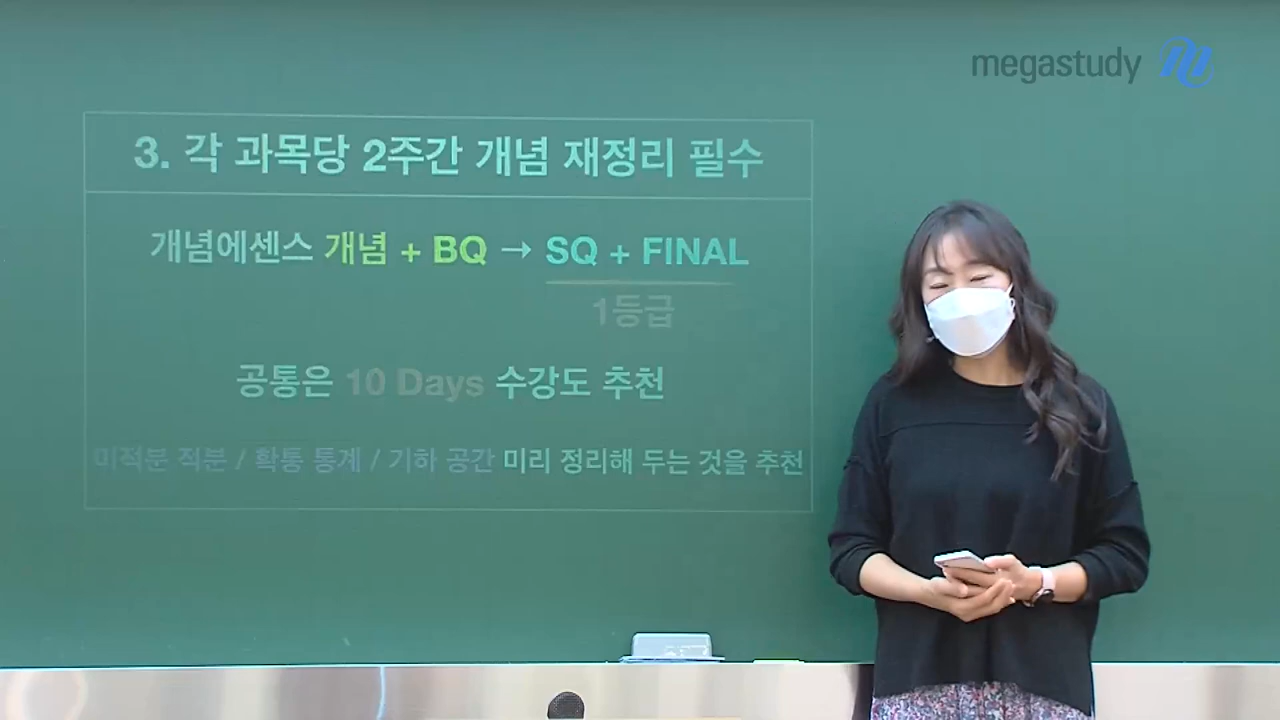 megastudy
3. 각 과목당 2주간 개념 재정리 필수
개념에센스 개념 + BQ → SQ + FINAL
1등급
공통은 10 Days 수강도 추천
미적분 적분 / 확통 통계 / 기하 공간 미리 정리해 두는 것을 추천